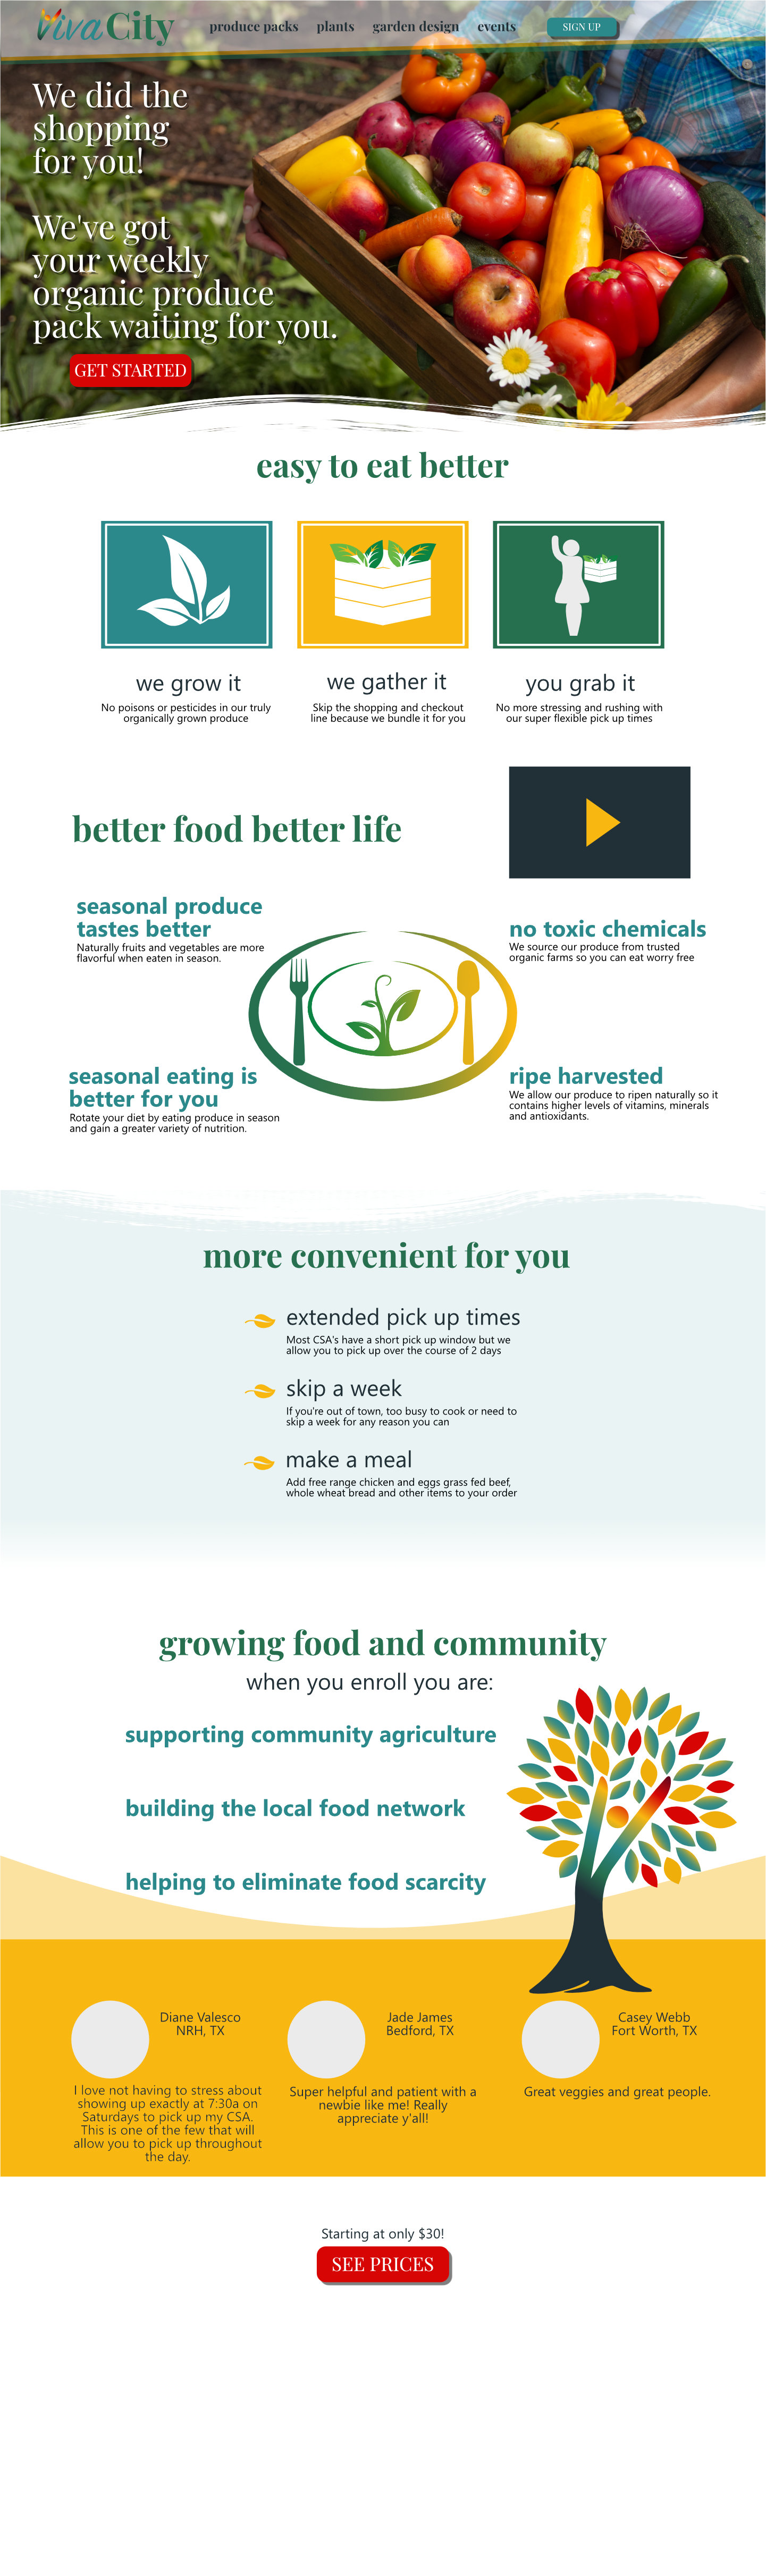 Viva City
produce packs plants garden design events SIGN UP
We did the
shopping
for you!
We've got
your weekly
organic produce
pack waiting for you.
GET STARTED
easy to eat better
we grow it
No poisons or pesticides in our truly
organically grown produce
we gather it
Skip the shopping and checkout
line because we bundle it for you
you grab it
No more stressing and rushing with
our super flexible pick up times
better food better life
seasonal produce
tastes better
Naturally fruits and vegetables are more
flavorful when eaten in season.
no toxic chemicals
We source our produce from trusted
organic farms so you can eat worry free
seasonal eating is
better for you
Rotate your diet by eating produce in season
and gain a greater variety of nutrition.
ripe harvested
We allow our produce to ripen naturally so it
contains higher levels of vitamins, minerals
and antioxidants.
more convenient for you
extended pick up times
Most CSA's have a short pick up window but we
allow you to pick up over the course of 2 days
skip a week
If you're out of town, too busy to cook or need to
skip a week for any reason you can
make a meal
Add free range chicken and eggs grass fed beef,
whole wheat bread and other items to your order
growing food and community
when you enroll you are:
supporting community agriculture
building the local food network
helping to eliminate food scarcity
Diane Valesco
NRH, TX
I love not having to stress about
showing up exactly at 7:30a on
Saturdays to pick up my CSA.
This is one of the few that will
allow you to pick up throughout
the day.
Jade James
Bedford, TX
Super helpful and patient with a
newbie like me! Really
appreciate y'all!
Casey Webb
Fort Worth, TX
Great veggies and great people.
Starting at only $30!
SEE PRICES